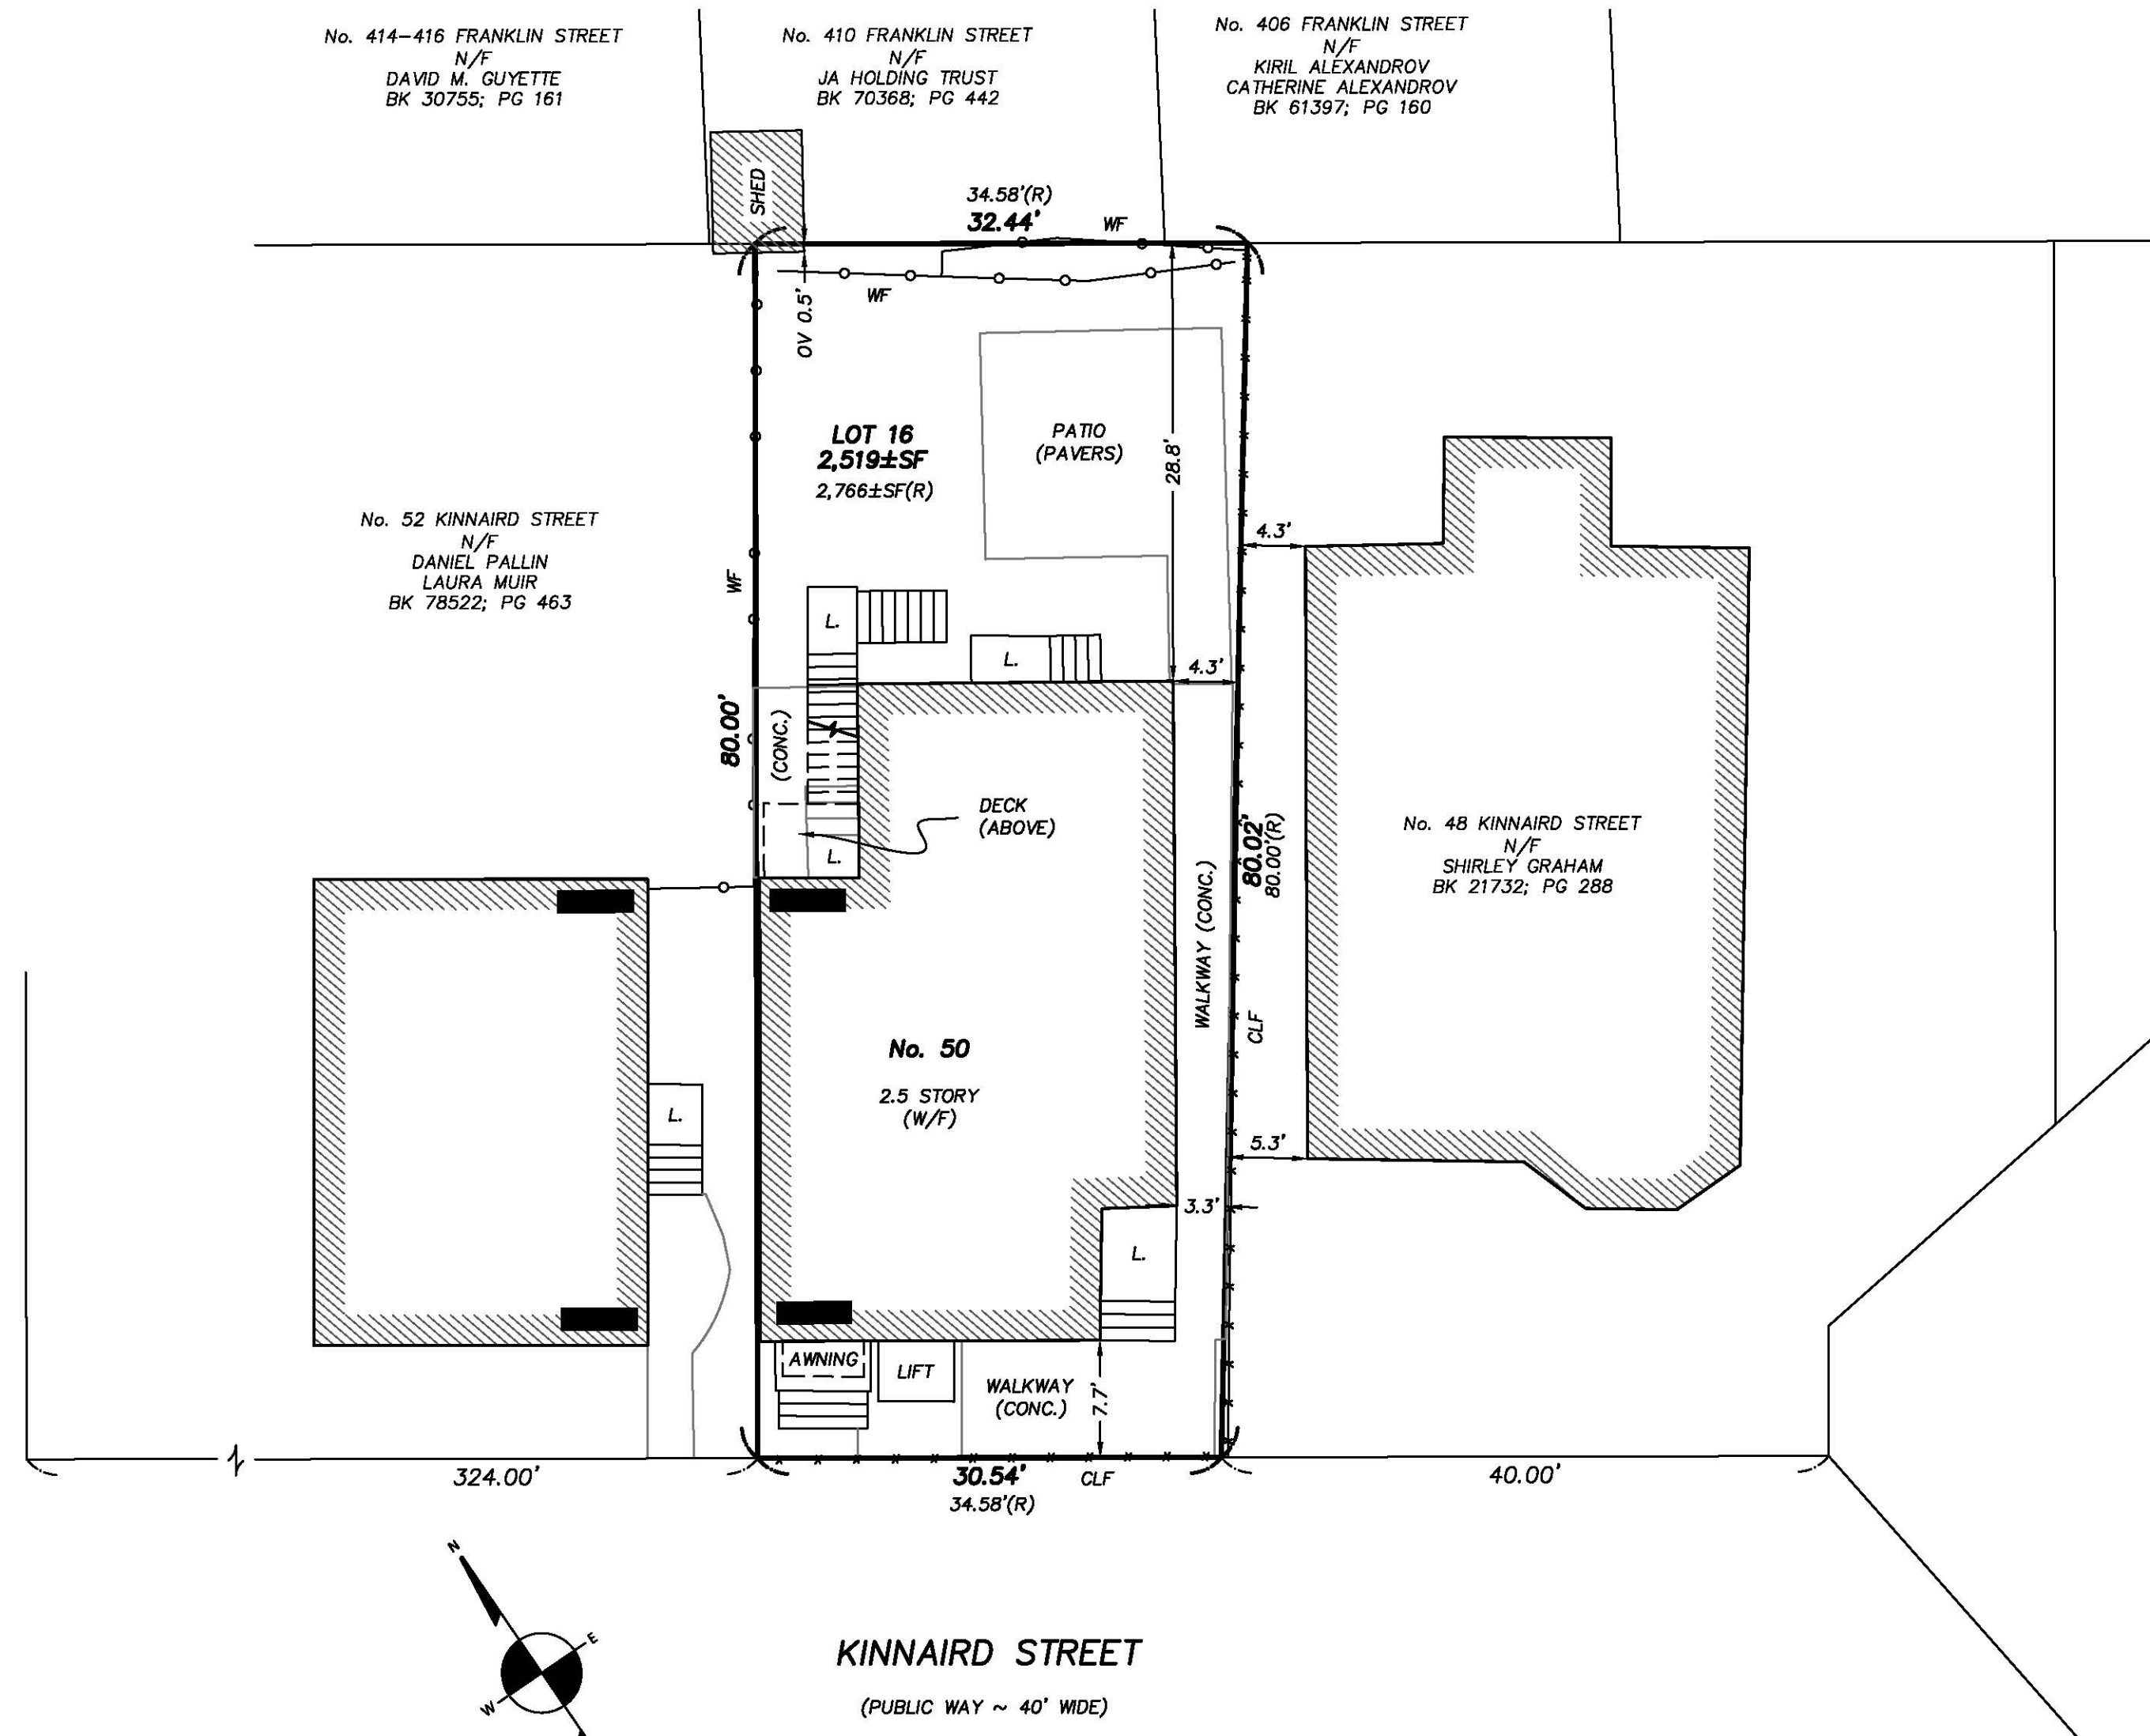 No. 414-416 FRANKLIN STREET
N/F
DAVID M. GUYETTE
BK 30755; PG 161
No. 410 FRANKLIN STREET
N/F
JA HOLDING TRUST
BK 70368; PG 442
No. 406 FRANKLIN STREET
N/F
KIRIL ALEXANDROV
CATHERINE ALEXANDROV
BK 61397; PG 160
SHED
34.58'(R)
32.44'
WF
WF
OV 0.5'
LOT 16
2,519±SF
2,766±SF(R)
PATIO
(PAVERS)
28.8'
4.3'
No. 52 KINNAIRD STREET
N/F
DANIEL PALLIN
LAURA MUIR
BK 78522; PG 463
WF
L.
L.
4.3'
80.00'
(CONC.)
DECK
(ABOVE)
L.
WALKWAY (CONC.)
80.02'
80.00'(R)
CLF
No. 48 KINNAIRD STREET
N/F
SHIRLEY GRAHAM
BK 21732; PG 288
No. 50
2.5 STORY
(W/F)
L.
5.3'
3.3'
L.
AWNING
LIFT
WALKWAY
(CONC.)
7.7'
324.00'
30.54'
CLF
34.58'(R)
40.00'
N
E
W
KINNAIRD STREET
(PUBLIC WAY ~ 40' WIDE)